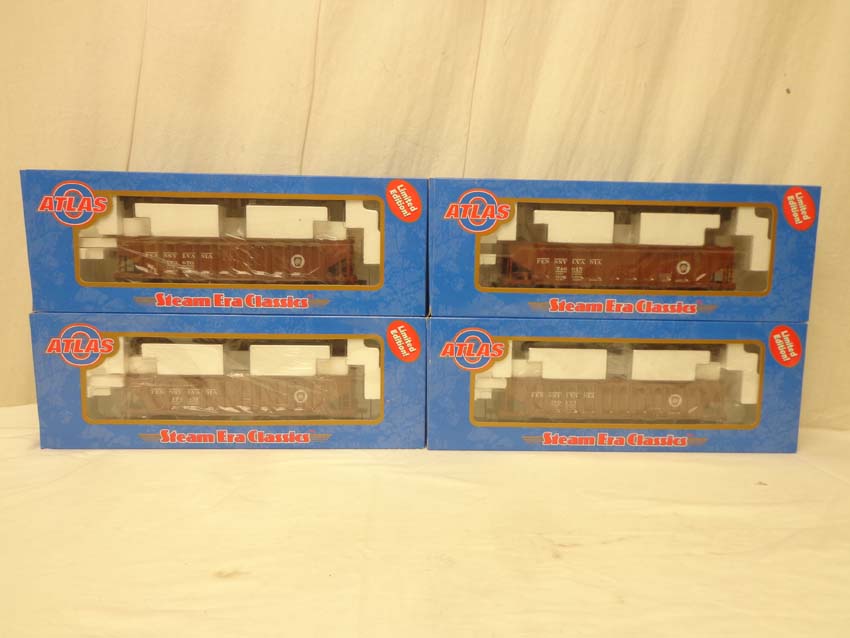 ATLAS
O
Limited
Edition!
PENNSYLVANIA
Steam Era Classics
ATLAS
O
Limited
Edition!
PENNSYLVANIA
Steam Era Classics
ATLAS
O
Limited
Edition!
PENNSYLVANIA
Steam Era Classics
ATLAS
O
Limited
Edition!
PENNSYLVANIA
Steam Era Classics